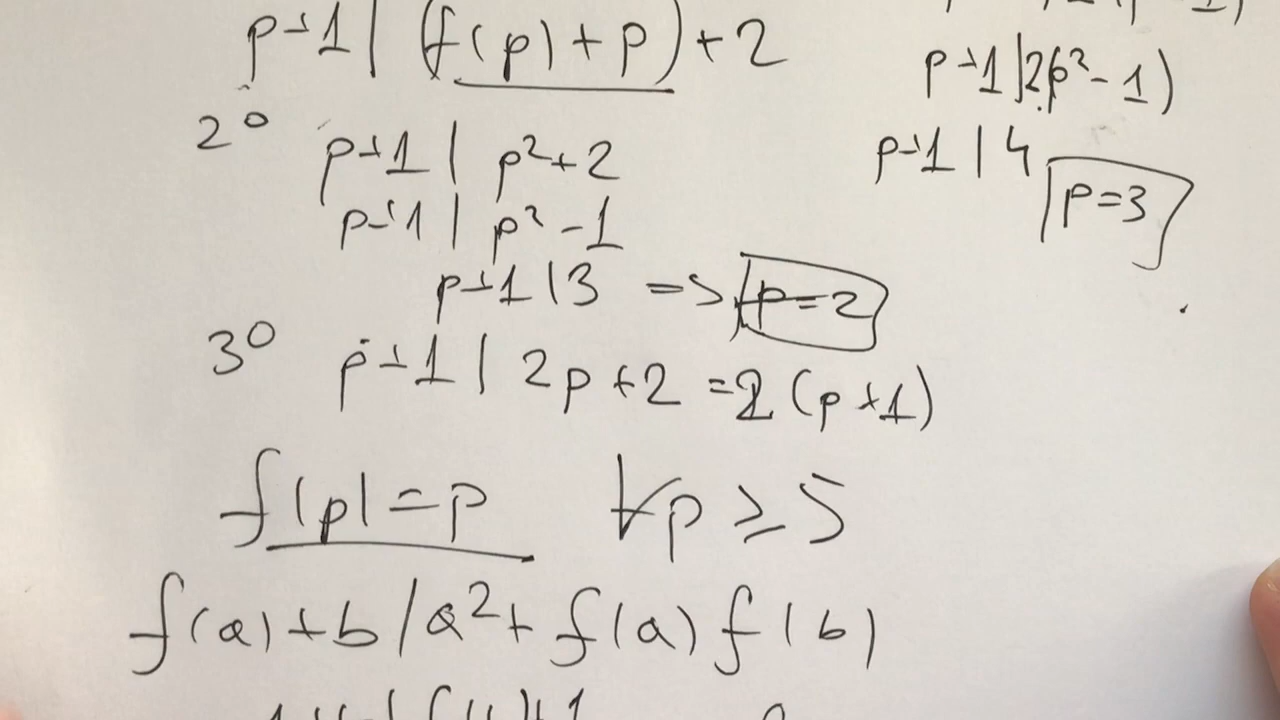 p+1 | (f(p)+p)+2
p+1 | 2(p²-1)
2° p+1 | p²+2
p+1 | 4
p=3
p+1 | p²-1
p+1 | 3 => p=2
3° p+1 | 2p+2 = 2(p+1)
f(p)=p ∀p ≥ 5
f(a)+b | a²+f(a)f(b)